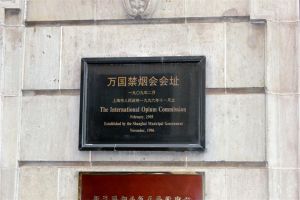 万国禁烟会会址
一九〇九年二月
上海市人民政府一九九六年十一月立
The International Opium Commission
February, 1909
Established by the Shanghai Municipal Government
November, 1996